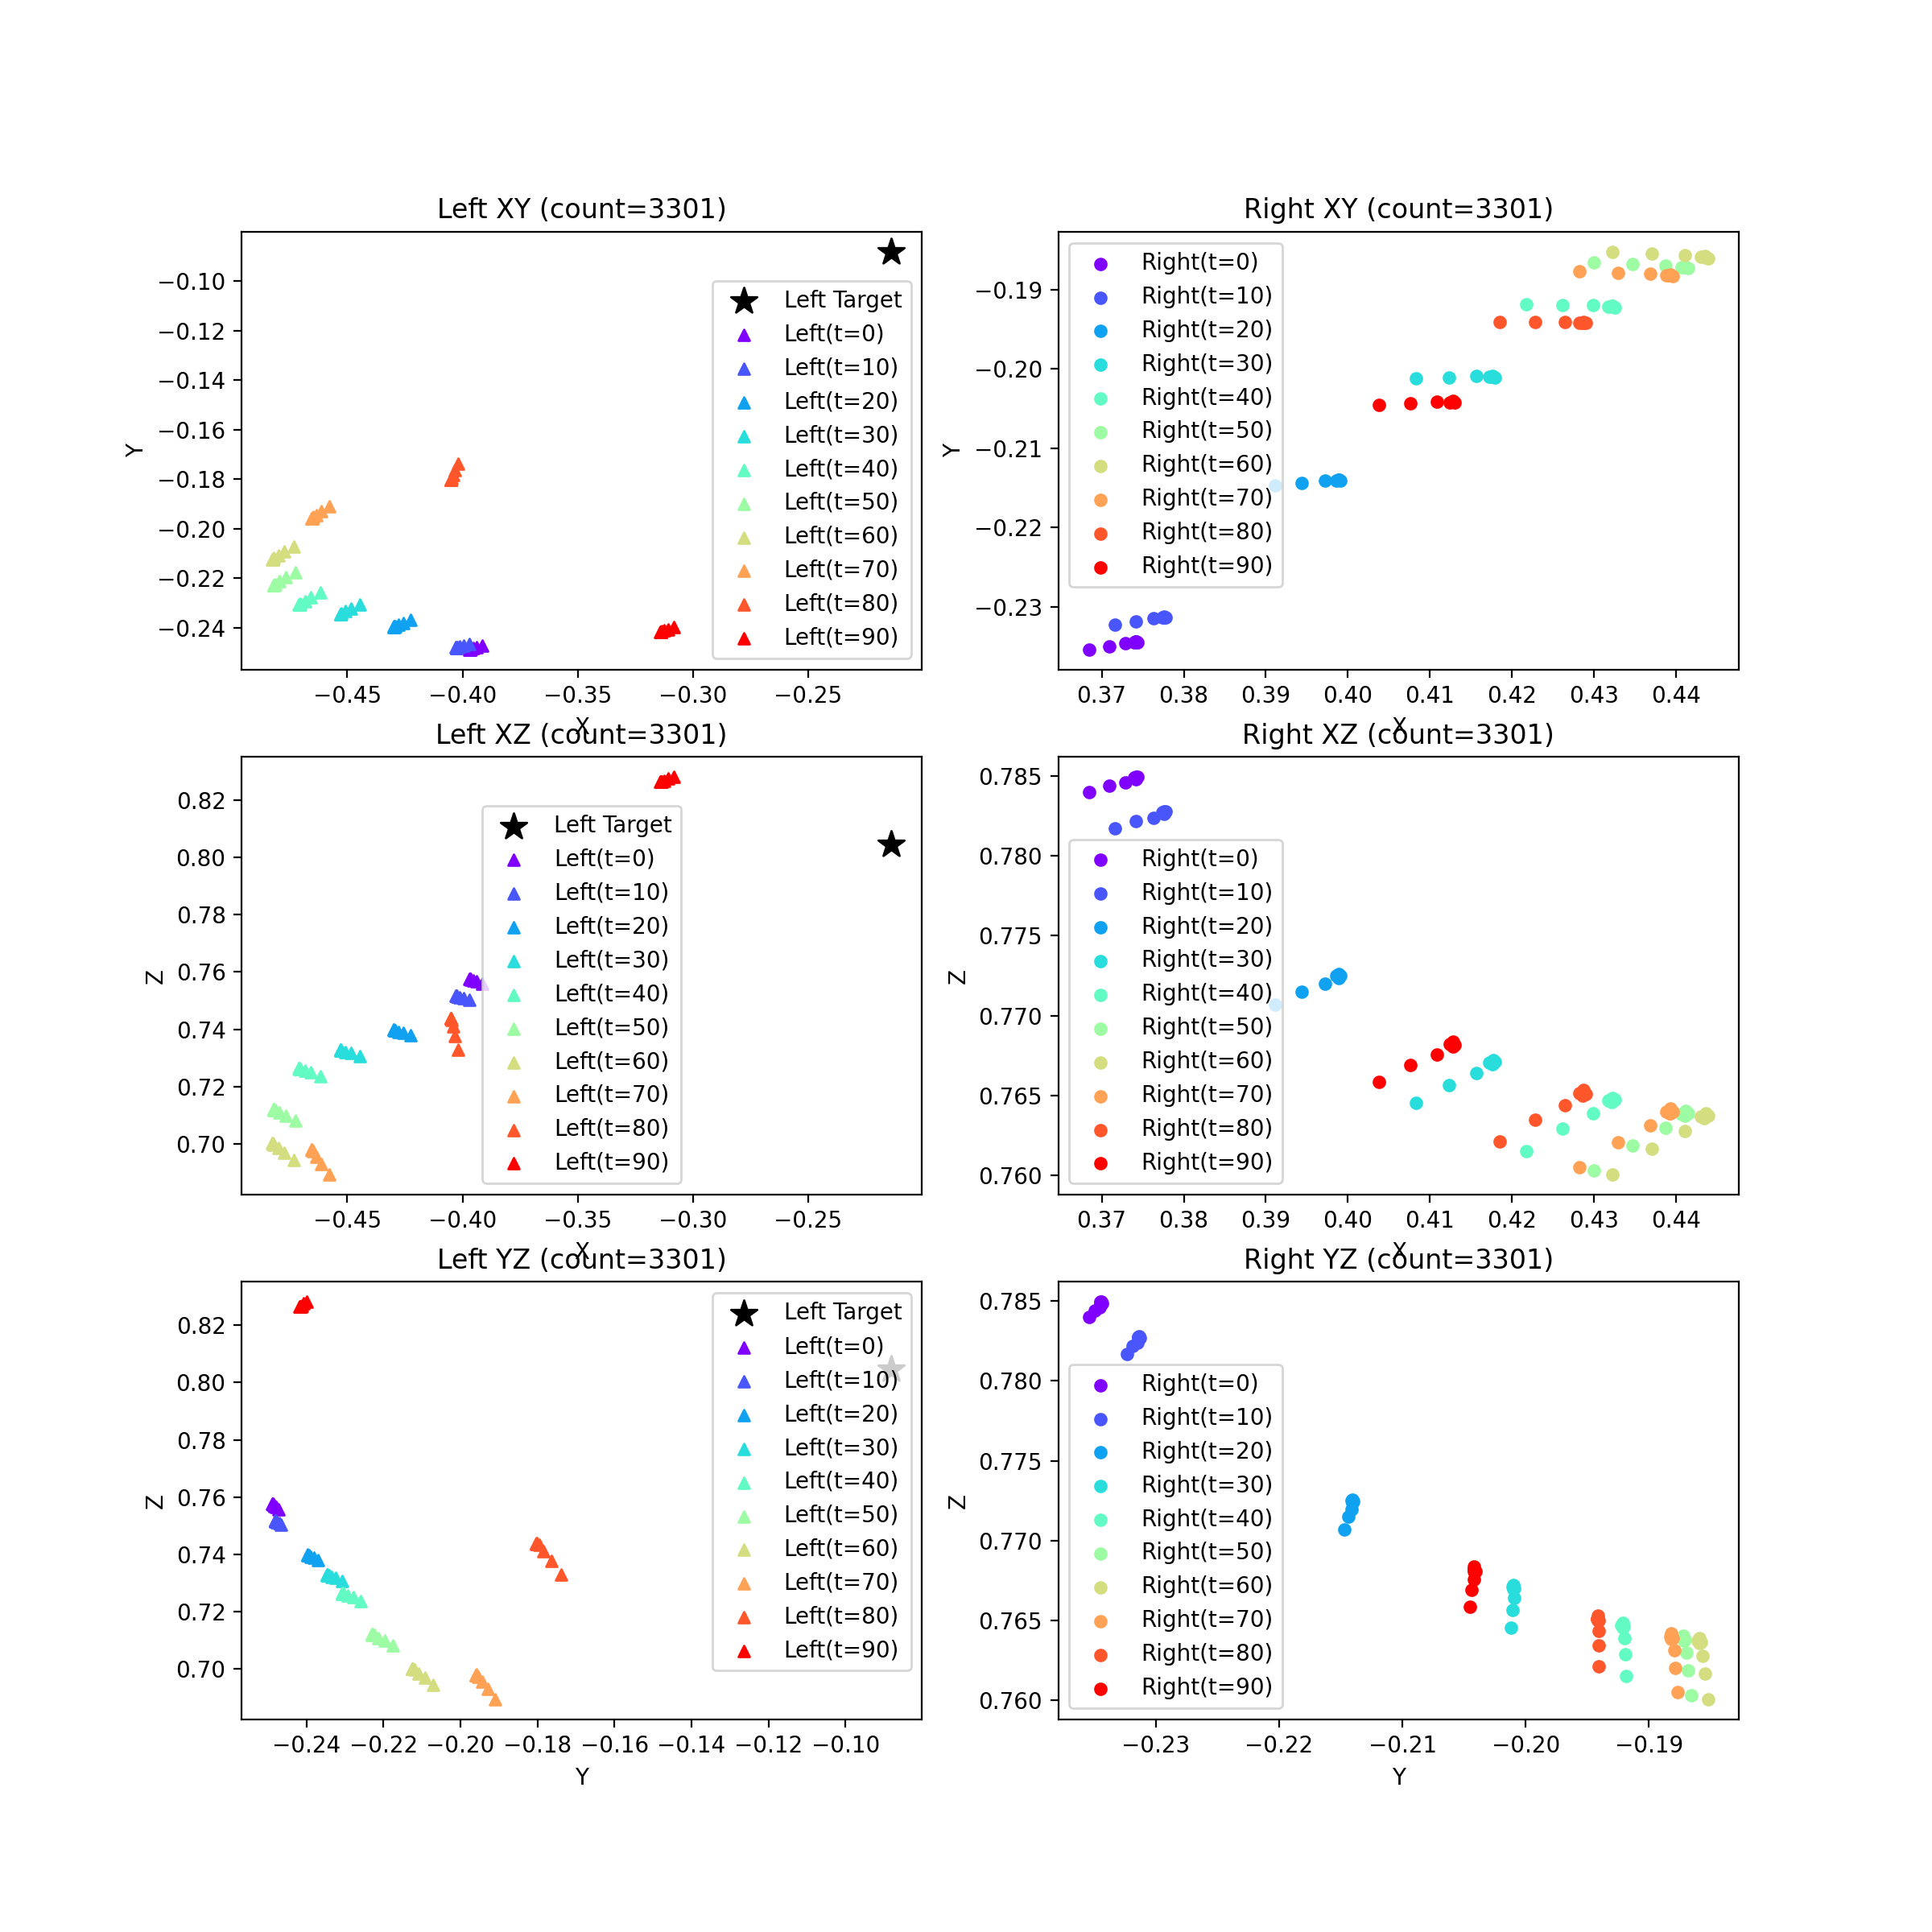 Left XY (count=3301)
Y
−0.10
−0.12
−0.14
−0.16
−0.18
−0.20
−0.22
−0.24
Left Target
Left(t=0)
Left(t=10)
Left(t=20)
Left(t=30)
Left(t=40)
Left(t=50)
Left(t=60)
Left(t=70)
Left(t=80)
Left(t=90)
−0.45 −0.40 −0.35 −0.30 −0.25
X
Right XY (count=3301)
Y
−0.19
−0.20
−0.21
−0.22
−0.23
Right(t=0)
Right(t=10)
Right(t=20)
Right(t=30)
Right(t=40)
Right(t=50)
Right(t=60)
Right(t=70)
Right(t=80)
Right(t=90)
0.37 0.38 0.39 0.40 0.41 0.42 0.43 0.44
X
Left XZ (count=3301)
Z
0.82
0.80
0.78
0.76
0.74
0.72
0.70
Left Target
Left(t=0)
Left(t=10)
Left(t=20)
Left(t=30)
Left(t=40)
Left(t=50)
Left(t=60)
Left(t=70)
Left(t=80)
Left(t=90)
−0.45 −0.40 −0.35 −0.30 −0.25
X
Right XZ (count=3301)
Z
0.785
0.780
0.775
0.770
0.765
0.760
Right(t=0)
Right(t=10)
Right(t=20)
Right(t=30)
Right(t=40)
Right(t=50)
Right(t=60)
Right(t=70)
Right(t=80)
Right(t=90)
0.37 0.38 0.39 0.40 0.41 0.42 0.43 0.44
X
Left YZ (count=3301)
Z
0.82
0.80
0.78
0.76
0.74
0.72
0.70
Left Target
Left(t=0)
Left(t=10)
Left(t=20)
Left(t=30)
Left(t=40)
Left(t=50)
Left(t=60)
Left(t=70)
Left(t=80)
Left(t=90)
−0.24 −0.22 −0.20 −0.18 −0.16 −0.14 −0.12 −0.10
Y
Right YZ (count=3301)
Z
0.785
0.780
0.775
0.770
0.765
0.760
Right(t=0)
Right(t=10)
Right(t=20)
Right(t=30)
Right(t=40)
Right(t=50)
Right(t=60)
Right(t=70)
Right(t=80)
Right(t=90)
−0.23 −0.22 −0.21 −0.20 −0.19
Y